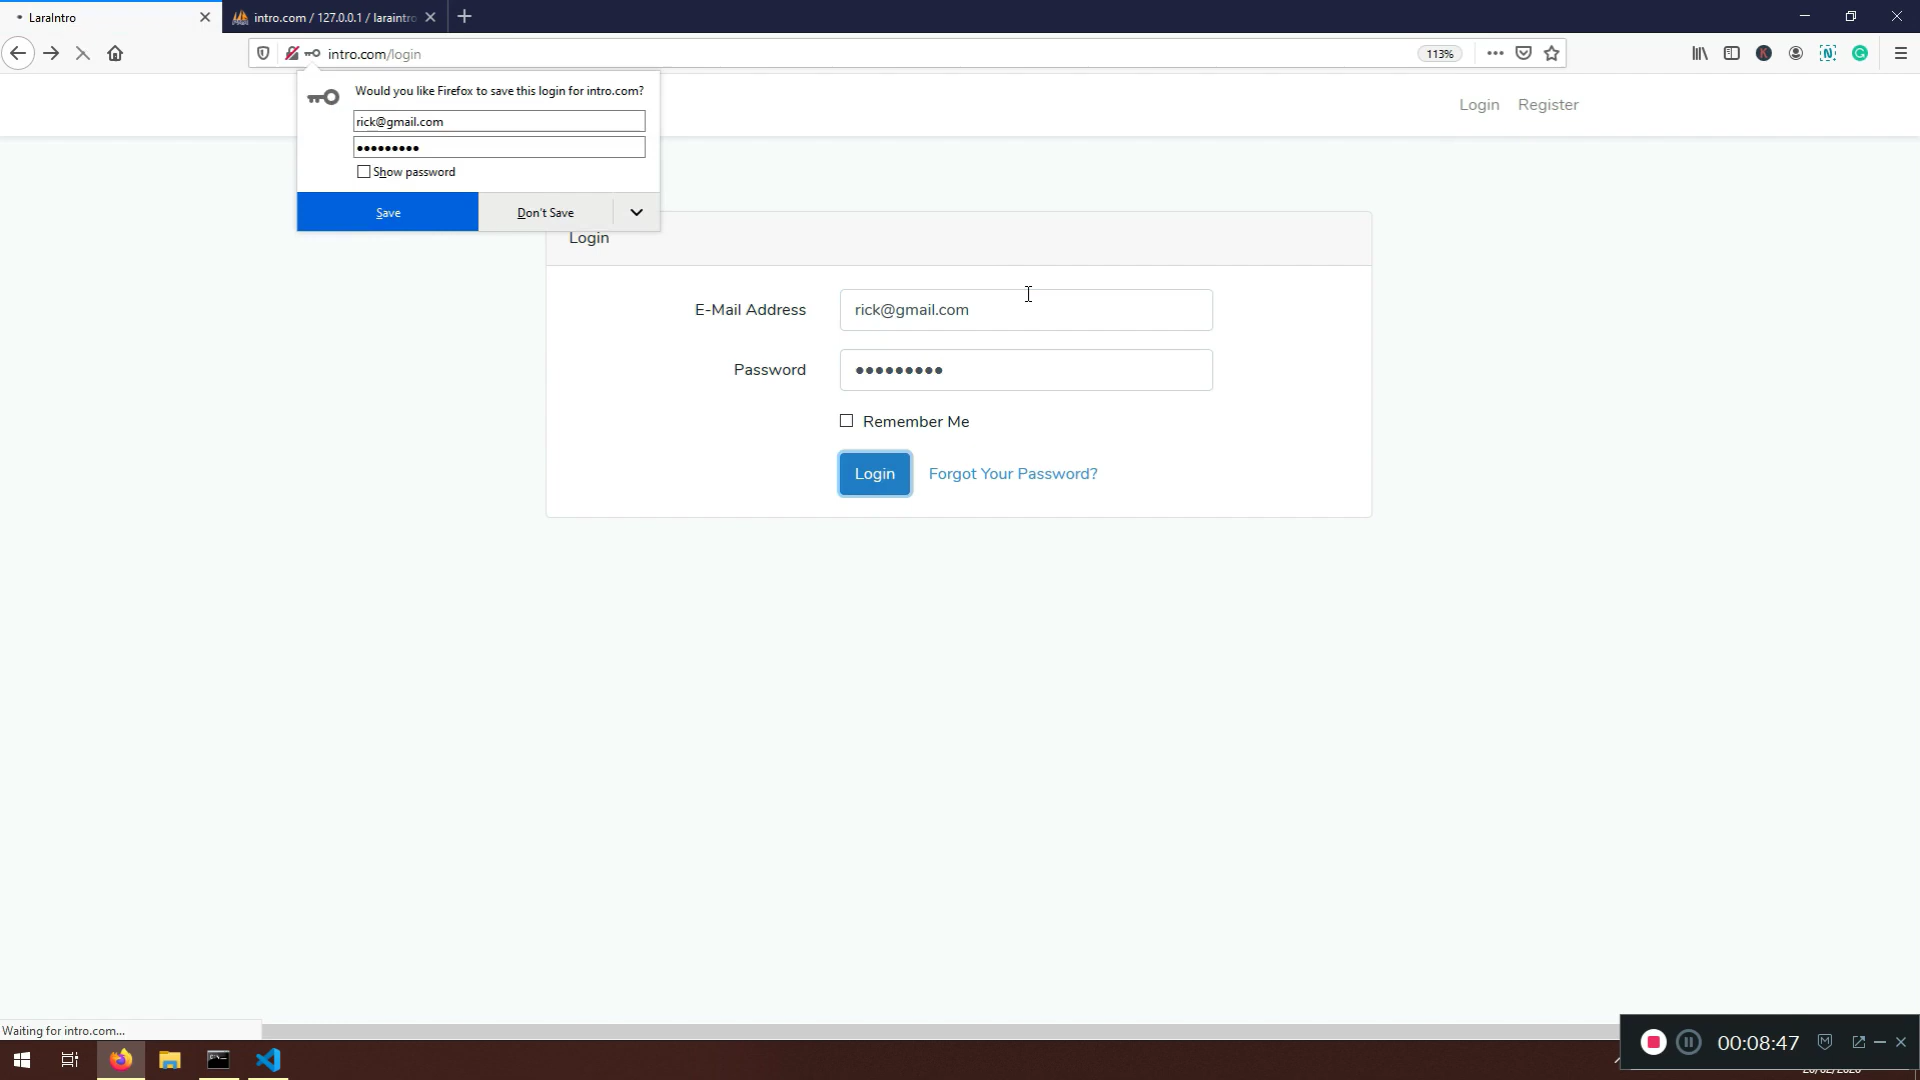 LaraIntro
intro.com / 127.0.0.1 / laraintro
intro.com/login
113%
Would you like Firefox to save this login for intro.com?
rick@gmail.com
Show password
Save
Don't Save
Login
Register
Login
E-Mail Address
rick@gmail.com
Password
Remember Me
Login
Forgot Your Password?
Waiting for intro.com...
00:08:47